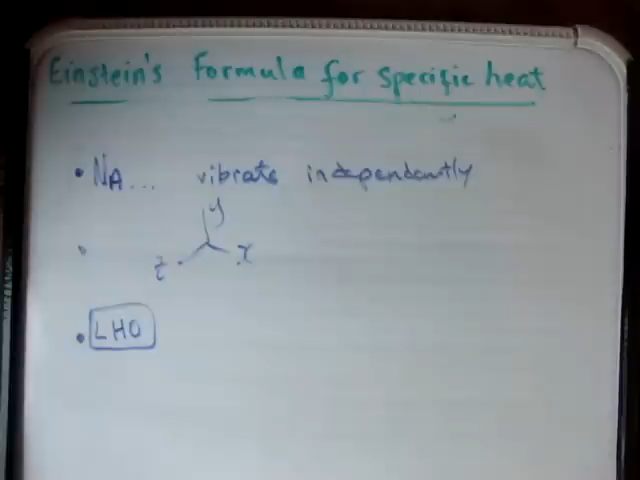 Einstein's Formula for specific heat
• NA... vibrate independently
y
z x
• LHO